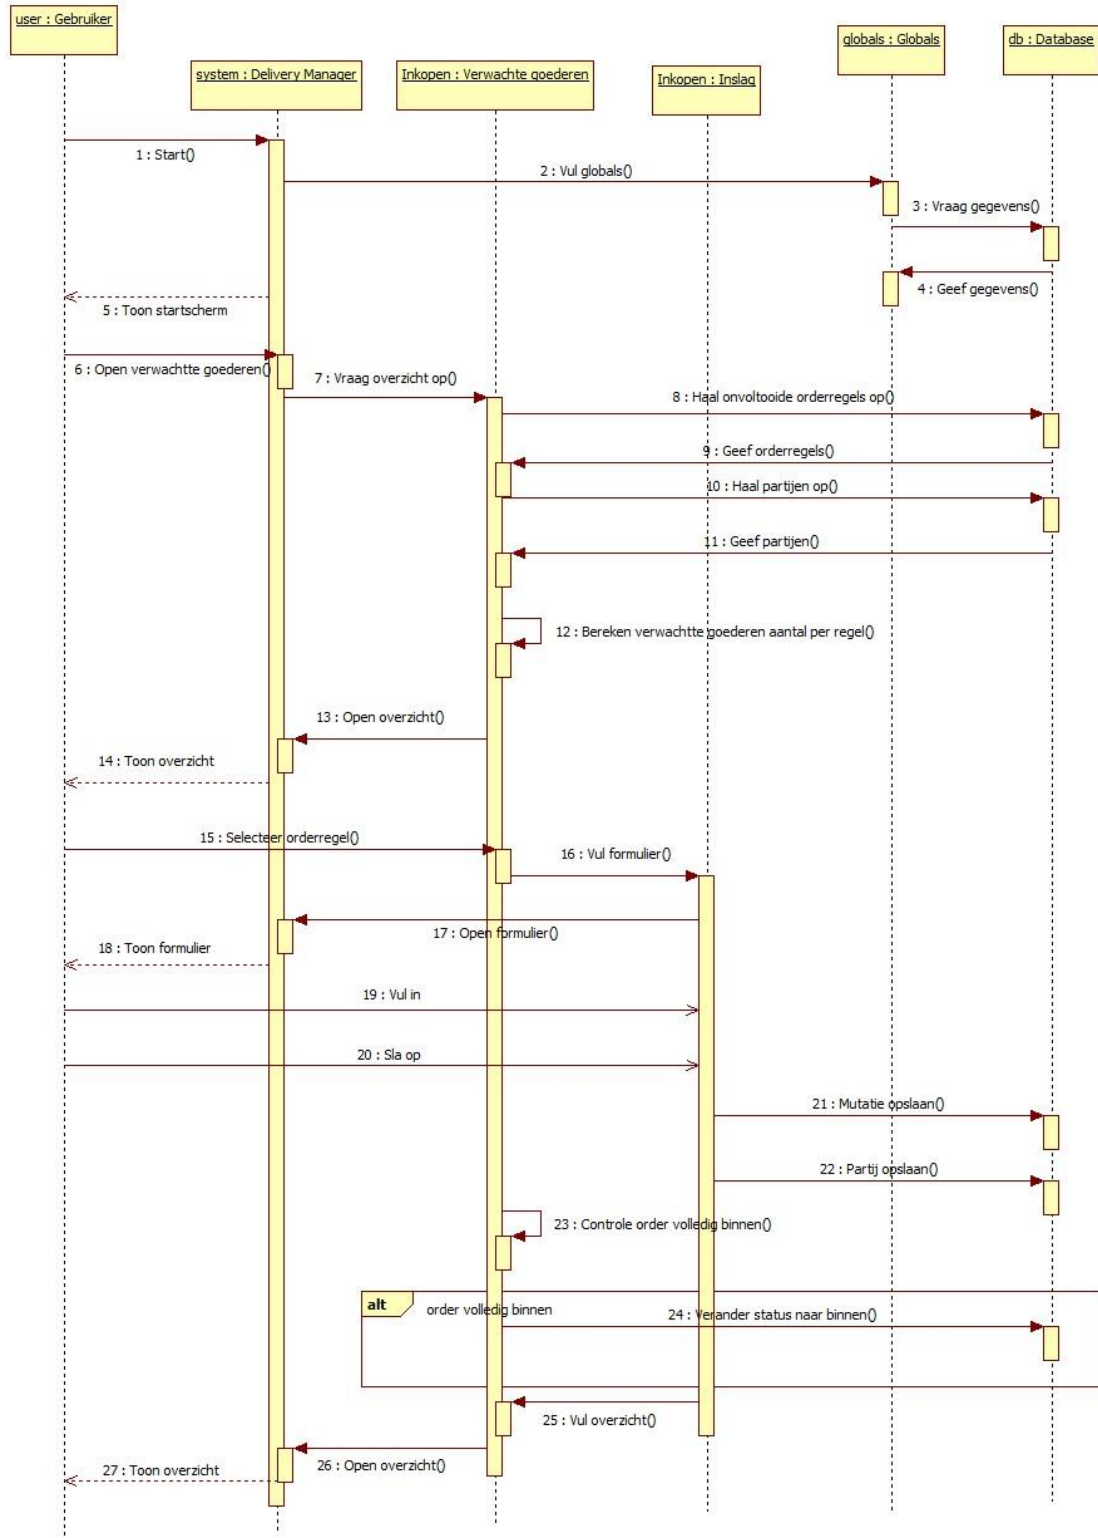 user : Gebruiker
globals : Globals
db : Database
system : Delivery Manager
Inkopen : Verwachte goederen
Inkopen : Inslag
1 : Start()
2 : Vul globals()
3 : Vraag gegevens()
4 : Geef gegevens()
5 : Toon startscherm
6 : Open verwachtte goederen()
7 : Vraag overzicht op()
8 : Haal onvoltooide orderregels op()
9 : Geef orderregels()
10 : Haal partijen op()
11 : Geef partijen()
12 : Bereken verwachtte goederen aantal per regel()
13 : Open overzicht()
14 : Toon overzicht
15 : Selecteer orderregel()
16 : Vul formulier()
17 : Open formulier()
18 : Toon formulier
19 : Vul in
20 : Sla op
21 : Mutatie opslaan()
22 : Partij opslaan()
23 : Controle order volledig binnen()
alt
order volledig binnen
24 : Verander status naar binnen()
25 : Vul overzicht()
26 : Open overzicht()
27 : Toon overzicht